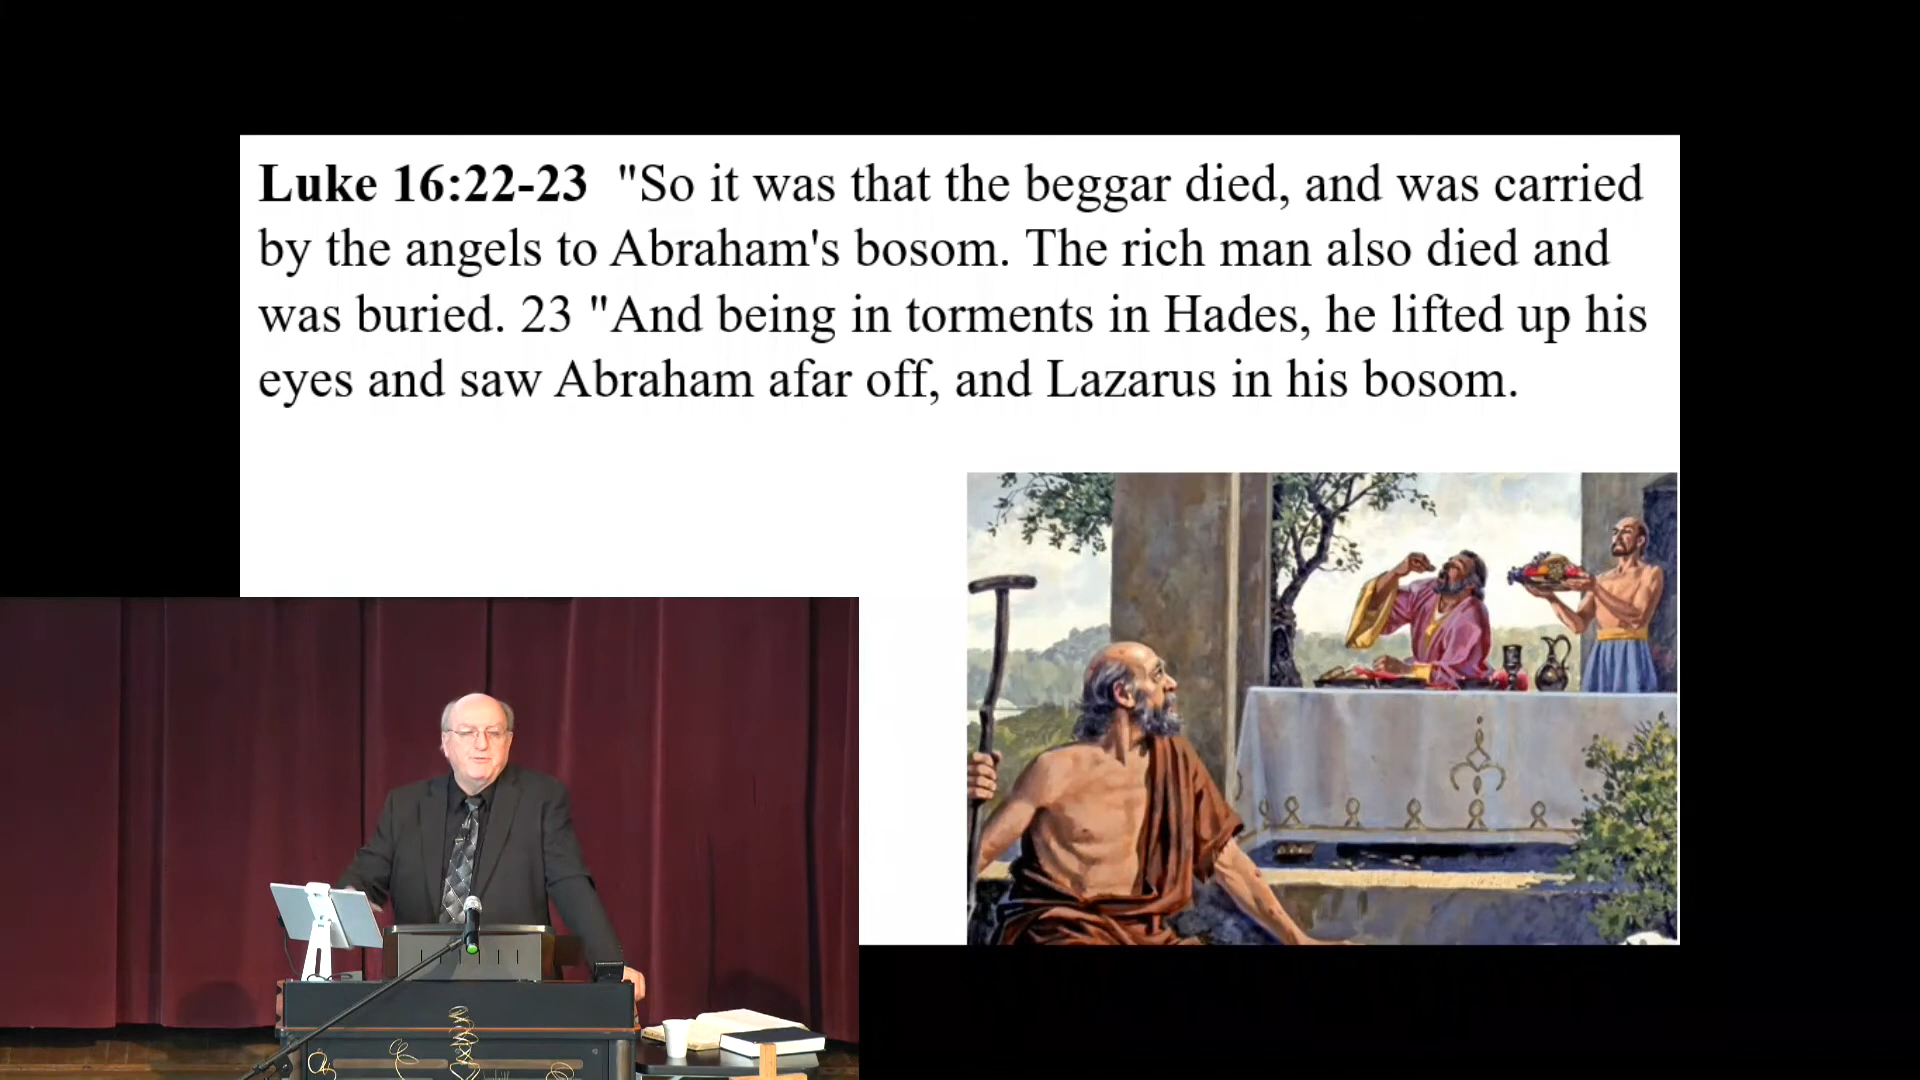 Luke 16:22-23  "So it was that the beggar died, and was carried
by the angels to Abraham's bosom. The rich man also died and
was buried. 23 "And being in torments in Hades, he lifted up his
eyes and saw Abraham afar off, and Lazarus in his bosom.